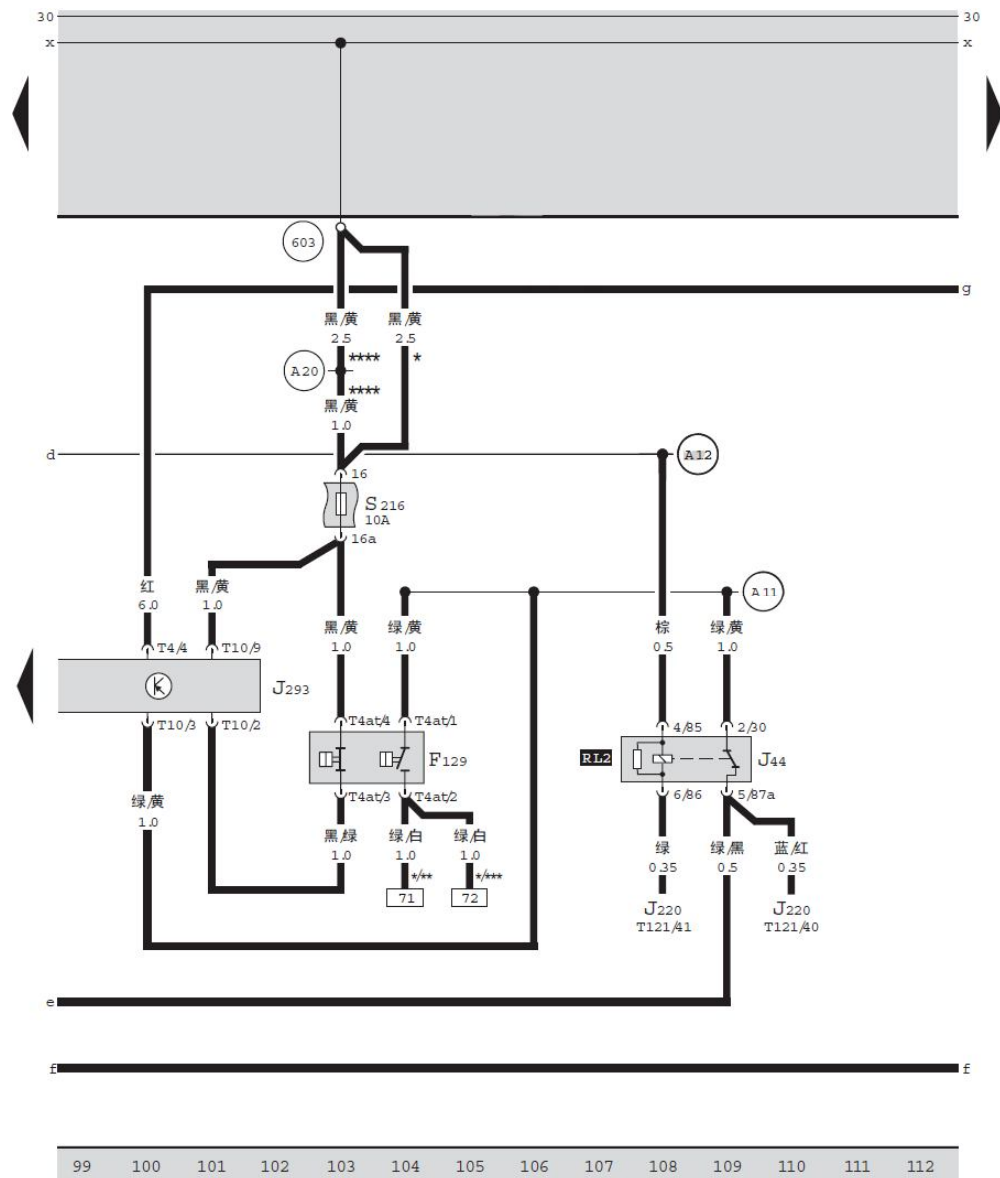 30 30
x x
603
g
黑/黄 黑/黄
2.5 2.5
**** *
A20
****
黑/黄
1.0
d A12
16
S216
10A
16a
红 黑/黄
6.0 1.0
A11
黑/黄 绿/黄 棕 绿/黄
1.0 1.0 0.5 1.0
T4/4 T10/9
J293
T10/3 T10/2
T4at/4 T4at/1 4/85 2/30
F129 RL2 J44
T4at/3 T4at/2 6/86 5/87a
绿/黄
1.0
黑/绿 绿/白 绿/白 绿 绿/黑 蓝/红
1.0 1.0 1.0 0.35 0.5 0.35
*/** */***
71 72
J220 J220
T121/41 T121/40
e
f f
99 100 101 102 103 104 105 106 107 108 109 110 111 112